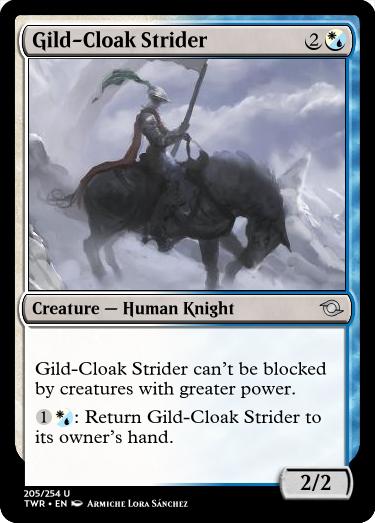 Gild-Cloak Strider 2
Creature — Human Knight
Gild-Cloak Strider can't be blocked
by creatures with greater power.
1 : Return Gild-Cloak Strider to
its owner's hand.
2/2
205/254 U
TWR • EN Armiche Lora Sánchez